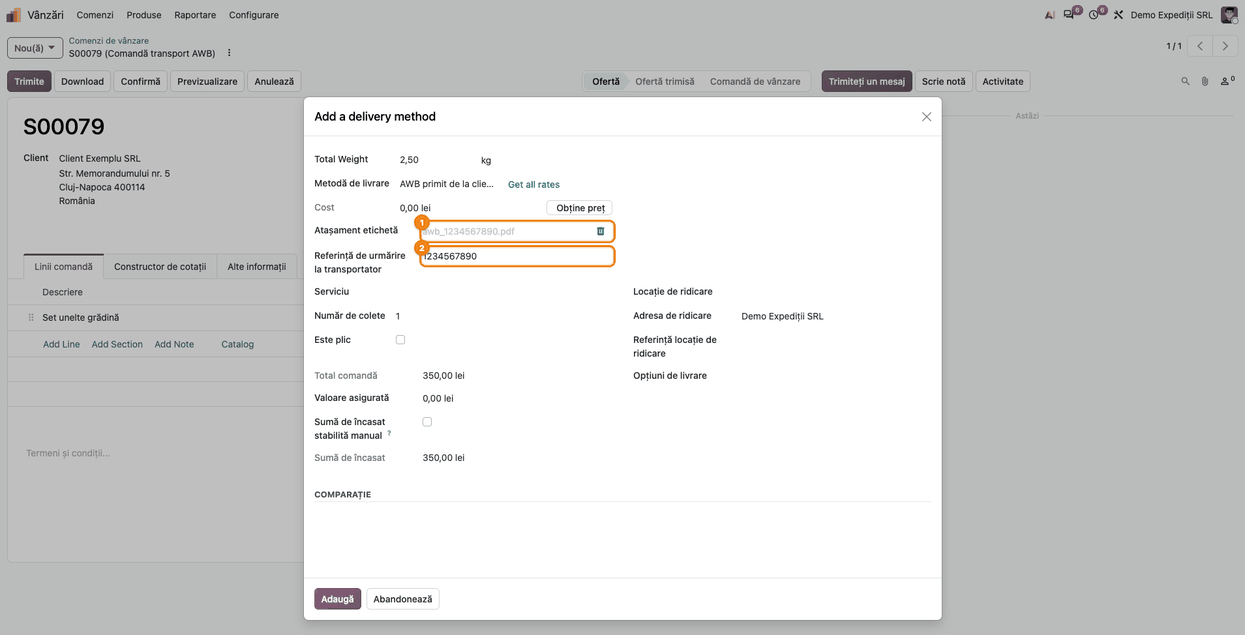 Vânzări Comenzi Produse Raportare Configurare
AI 6 6 Demo Expediții SRL
Nou(ă)
Comenzi de vânzare
S00079 (Comandă transport AWB)
1 / 1
Trimite Download Confirmă Previzualizare Anulează
Ofertă Ofertă trimisă Comandă de vânzare
Trimiteți un mesaj Scrie notă Activitate
0
Astăzi
S00079
Client Client Exemplu SRL
Str. Memorandumului nr. 5
Cluj-Napoca 400114
România
Linii comandă Constructor de cotații Alte informații
Descriere
Set unelte grădină
Add Line Add Section Add Note Catalog
Termeni și condiții...
Add a delivery method
Total Weight 2,50 kg
Metodă de livrare AWB primit de la clie... Get all rates
Cost 0,00 lei Obține preț
1
Atașament etichetă awb_1234567890.pdf
2
Referință de urmărire la transportator 1234567890
Serviciu
Locație de ridicare
Număr de colete 1
Adresa de ridicare Demo Expediții SRL
Este plic
Referință locație de
ridicare
Total comandă 350,00 lei
Opțiuni de livrare
Valoare asigurată 0,00 lei
Sumă de încasat
stabilită manual ?
Sumă de încasat 350,00 lei
COMPARAȚIE
Adaugă Abandonează